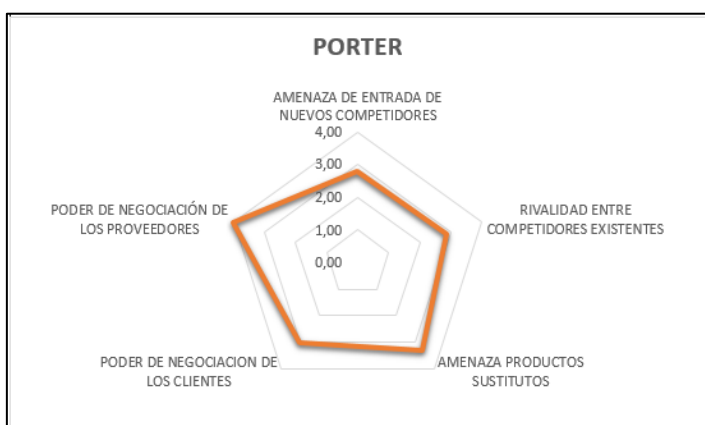 PORTER
AMENAZA DE ENTRADA DE
NUEVOS COMPETIDORES
4,00
3,00
2,00
1,00
0,00
RIVALIDAD ENTRE
COMPETIDORES EXISTENTES
AMENAZA PRODUCTOS
SUSTITUTOS
PODER DE NEGOCIACION DE
LOS CLIENTES
PODER DE NEGOCIACIÓN DE
LOS PROVEEDORES